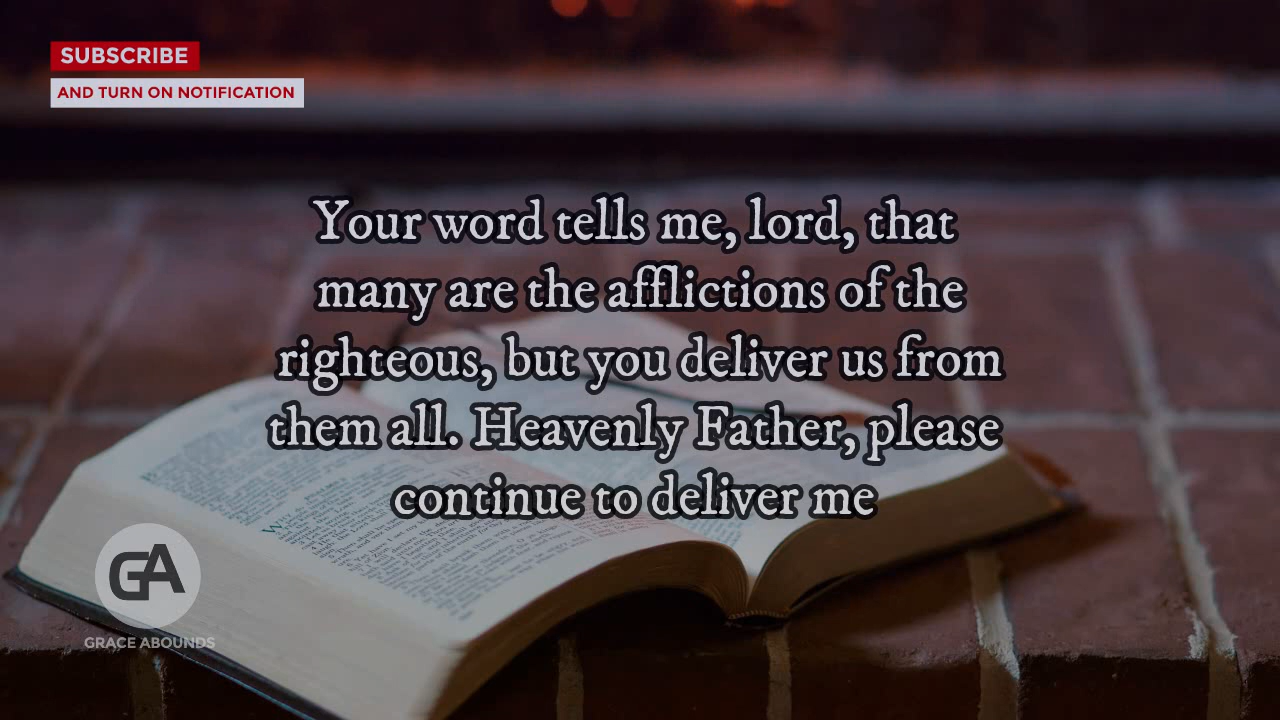 SUBSCRIBE
AND TURN ON NOTIFICATION
Your word tells me, lord, that
many are the afflictions of the
righteous, but you deliver us from
them all. Heavenly Father, please
continue to deliver me
GA
GRACE ABOUNDS